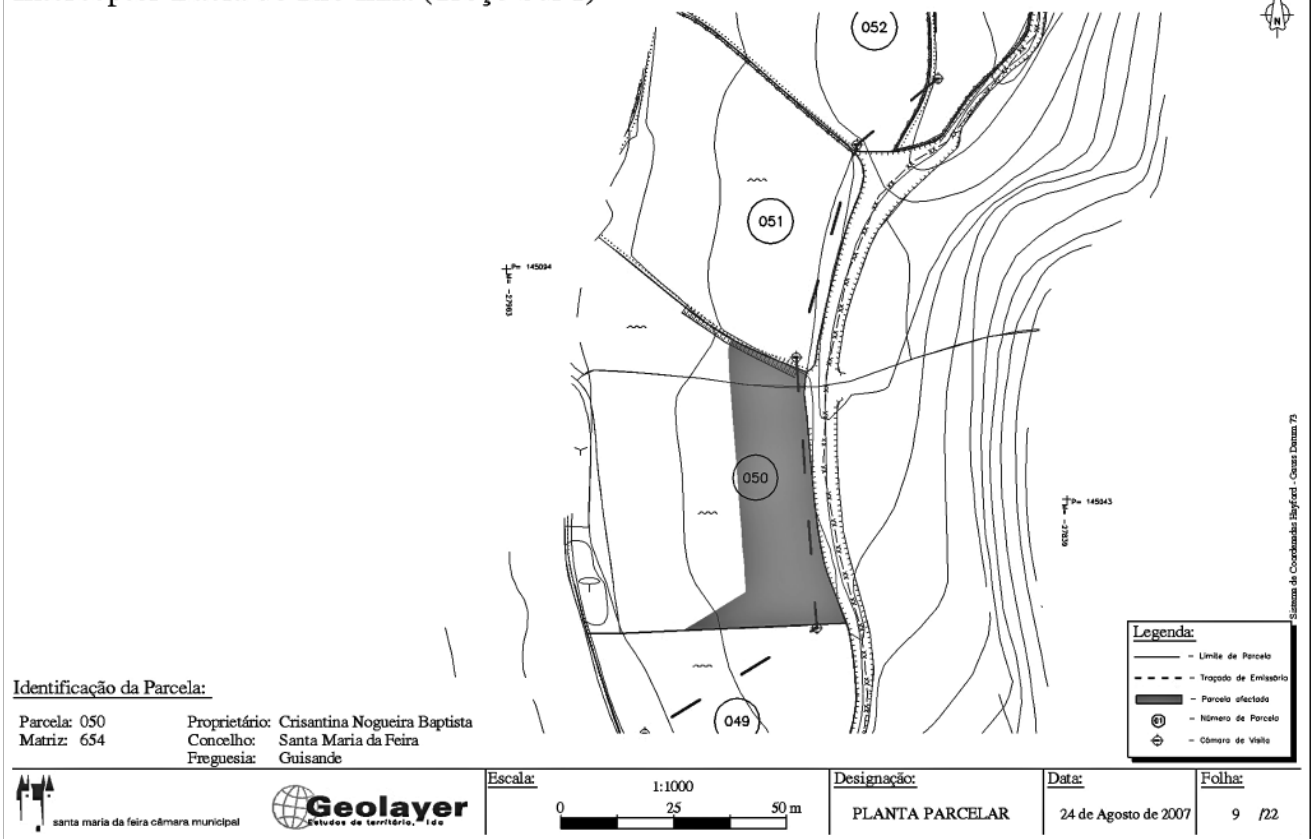 052
N
051
P= 145094
M= -27963
050
P= 145043
M= -27839
Sistema de Coordenadas Hayford - Gauss Datum 73
049
Legenda:
- Limite de Parcela
- Traçado de Emissário
- Parcela afectada
- Número de Parcela
- Câmara de Visita
Identificação da Parcela:
Parcela: 050 Proprietário: Crisantina Nogueira Baptista
Matriz: 654 Concelho: Santa Maria da Feira
Freguesia: Guisande
santa maria da feira câmara municipal
Geolayer
Estudos de território, lda
Escala:
1:1000
0 25 50 m
Designação:
PLANTA PARCELAR
Data:
24 de Agosto de 2007
Folha:
9 /22